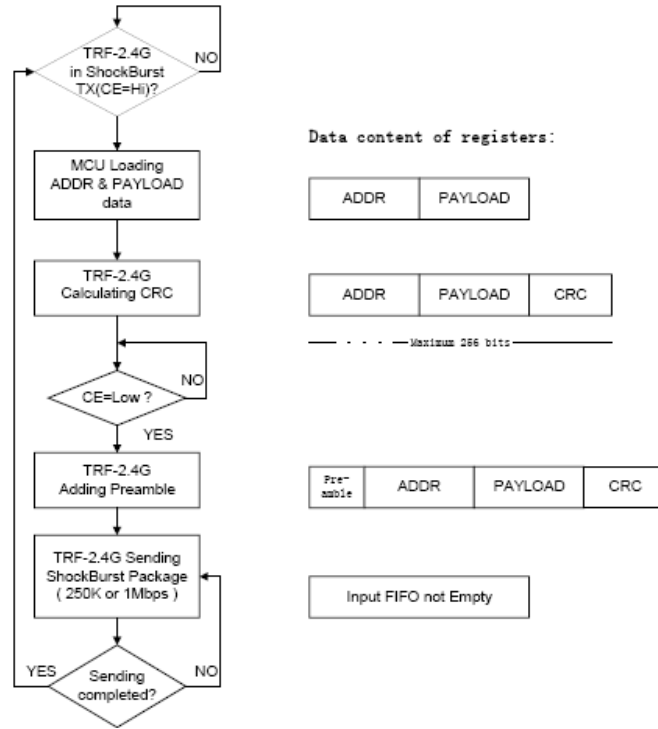 TRF-2.4G
in ShockBurst
TX(CE=Hi)?
NO
MCU Loading
ADDR & PAYLOAD
data
TRF-2.4G
Calculating CRC
NO
CE=Low ?
YES
TRF-2.4G
Adding Preamble
TRF-2.4G Sending
ShockBurst Package
( 250K or 1Mbps )
YES
NO
Sending
completed?
Data content of registers:
ADDR PAYLOAD
ADDR PAYLOAD CRC
Maximum 256 bits
Pre-
amble
ADDR PAYLOAD CRC
Input FIFO not Empty